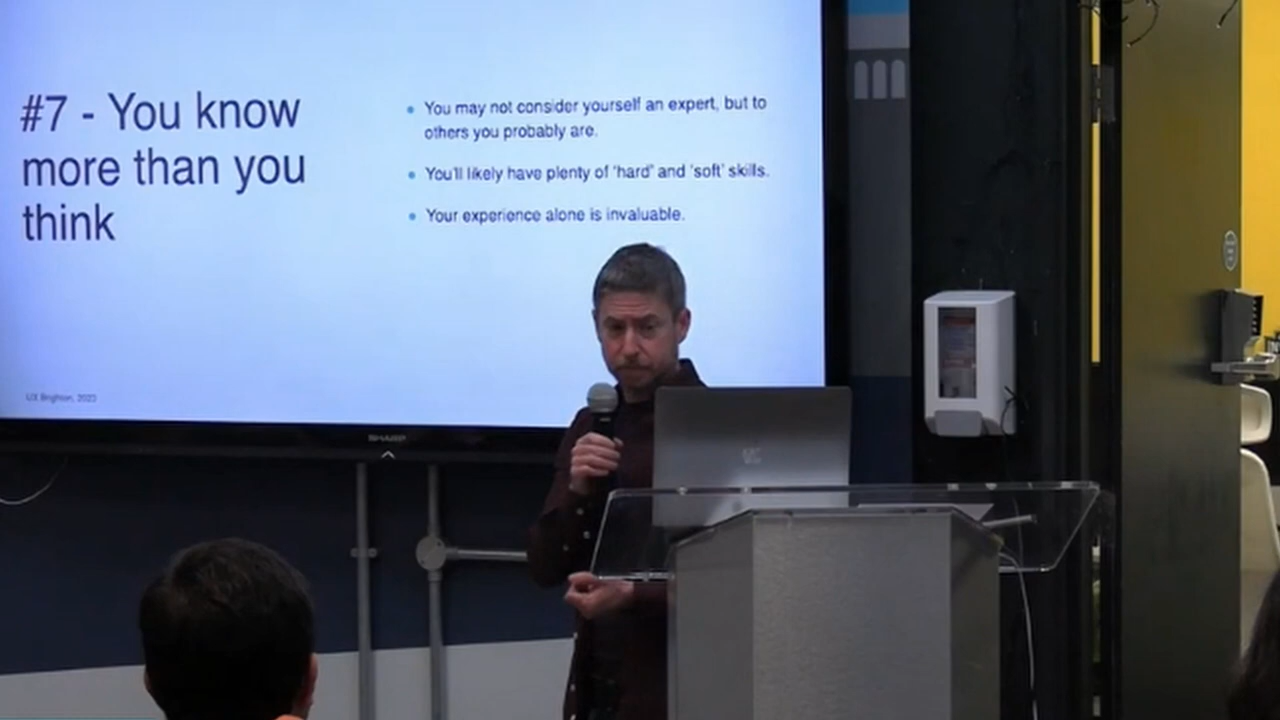 #7 - You know
more than you
think
You may not consider yourself an expert, but to
others you probably are.
You'll likely have plenty of 'hard' and 'soft' skills.
Your experience alone is invaluable.
UX Brighton, 2023
SHARP